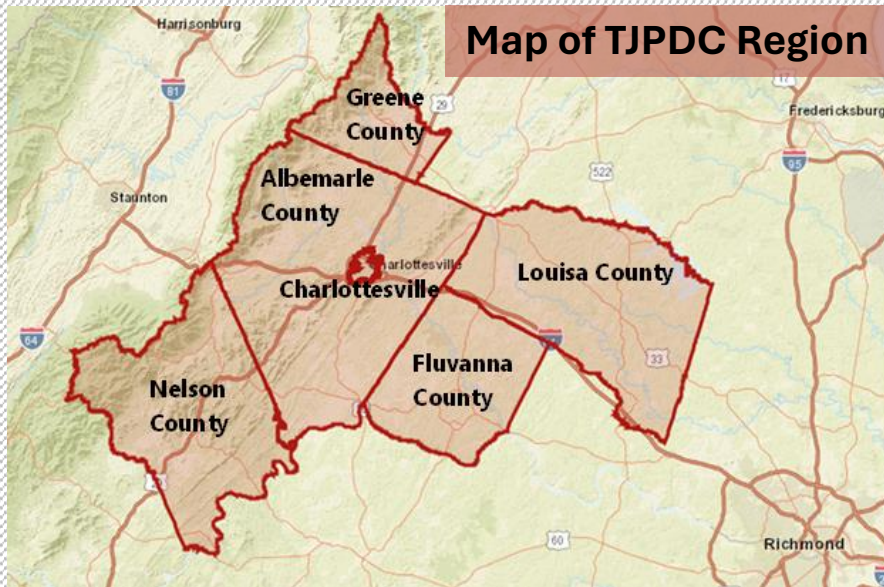 Map of TJPDC Region
Harrisonburg
81
Greene
County
29
17
Fredericksburg
95
522
Albemarle
County
Staunton
Charlottesville
Louisa County
Charlottesville
64
33
Fluvanna
County
Nelson
County
60
Richmond